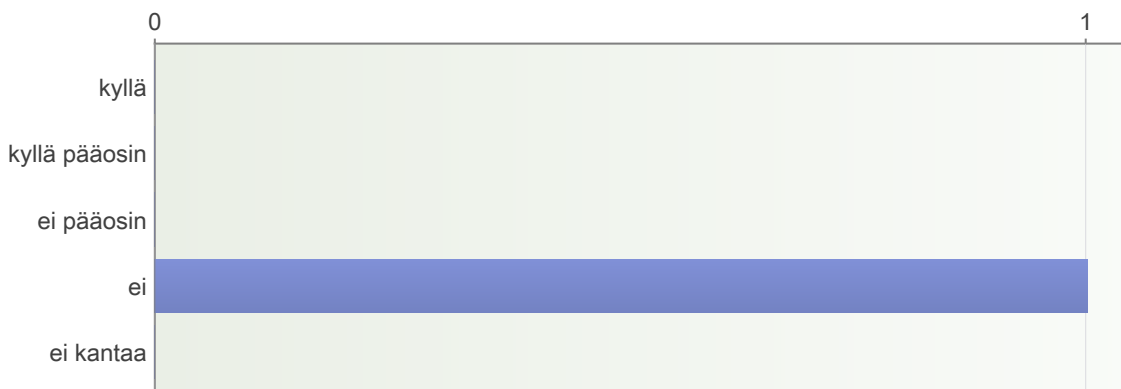 0 1
kyllä
kyllä pääosin
ei pääosin
ei
ei kantaa